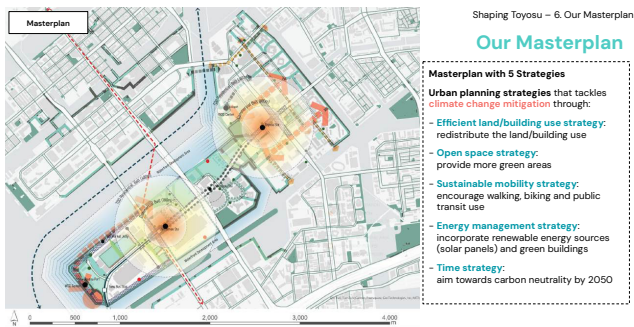 Shaping Toyosu – 6. Our Masterplan
Masterplan
Our Masterplan
Masterplan with 5 Strategies
Urban planning strategies that tackles
climate change mitigation through:
- Efficient land/building use strategy:
redistribute the land/building use
- Open space strategy:
provide more green areas
- Sustainable mobility strategy:
encourage walking, biking and public
transit use
- Energy management strategy:
incorporate renewable energy sources
(solar panels) and green buildings
- Time strategy:
aim towards carbon neutrality by 2050
N
0 500 1,000 2,000 3,000 4,000
m